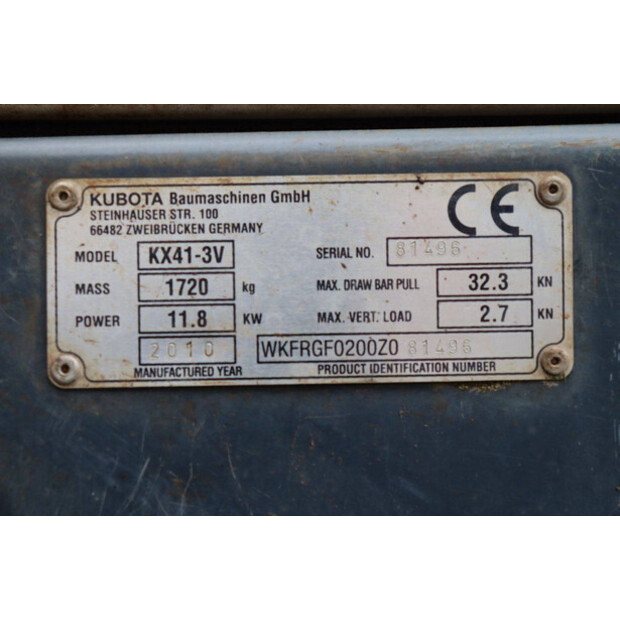 KUBOTA Baumaschinen GmbH
STEINHAUSER STR. 100
66482 ZWEIBRÜCKEN GERMANY
CE
MODEL KX41-3V
SERIAL NO. 81496
MASS 1720 kg
MAX. DRAW BAR PULL 32.3 KN
POWER 11.8 KW
MAX. VERT. LOAD 2.7 KN
2010
MANUFACTURED YEAR
WKFRGF0200Z081496
PRODUCT IDENTIFICATION NUMBER